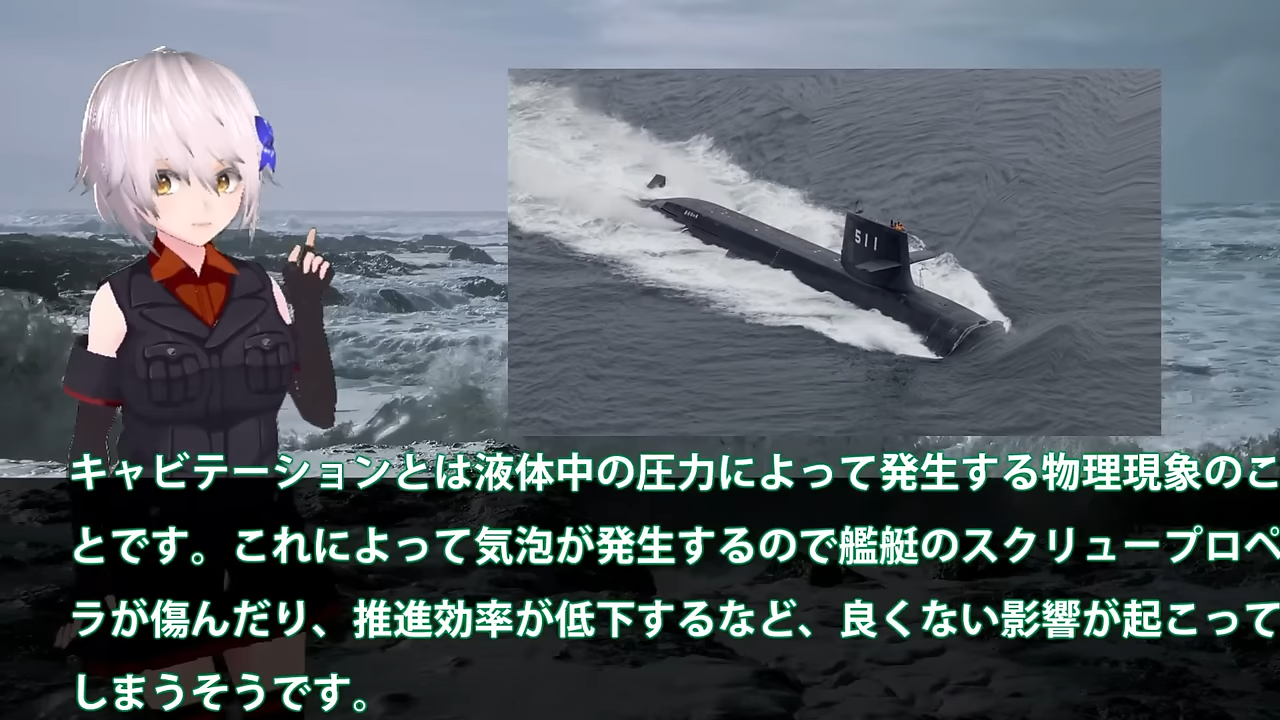 511
キャビテーションとは液体中の圧力によって発生する物理現象のこ
とです。これによって気泡が発生するので艦艇のスクリュープロペ
ラが傷んだり、推進効率が低下するなど、良くない影響が起こって
しまうそうです。